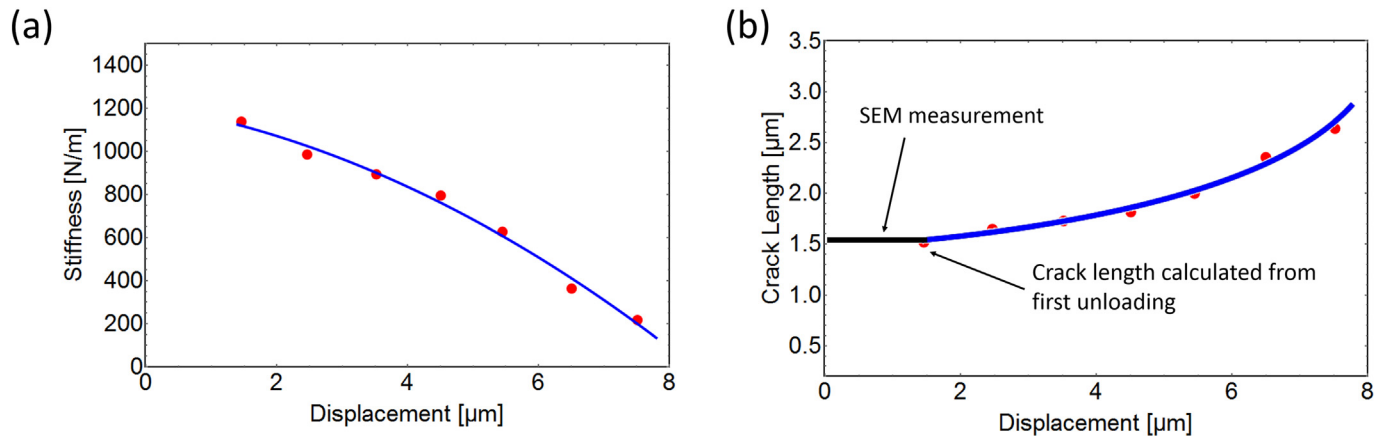 (a)
1400
1200
1000
800
600
400
200
0
Stiffness [N/m]
0 2 4 6 8
Displacement [µm]
(b)
3.5
3.0
2.5
2.0
1.5
1.0
0.5
Crack Length [µm]
SEM measurement
Crack length calculated from
first unloading
0 2 4 6 8
Displacement [µm]